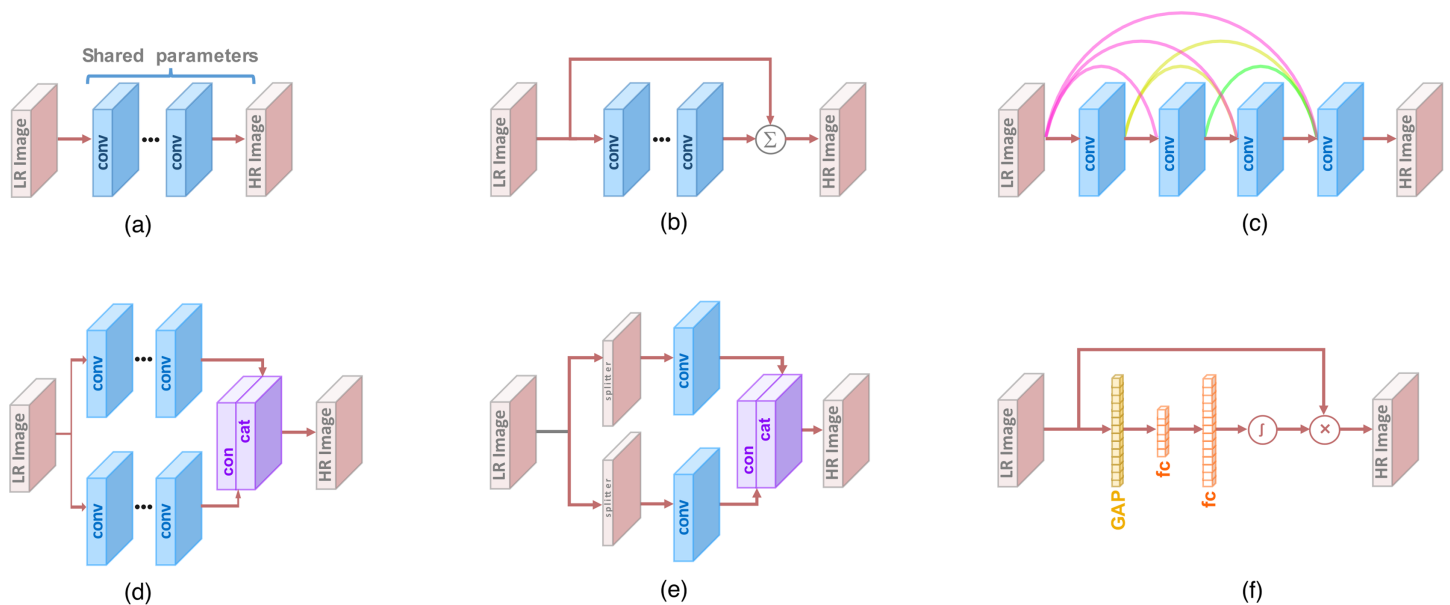 Shared parameters
LR Image
conv
conv
HR Image
(a)
LR Image
conv
conv
Σ
HR Image
(b)
LR Image
conv
conv
conv
conv
HR Image
(c)
LR Image
conv
conv
conv
conv
con
cat
HR Image
(d)
LR Image
splitter
splitter
conv
conv
con
cat
HR Image
(e)
LR Image
GAP
fc
fc
∫
×
HR Image
(f)